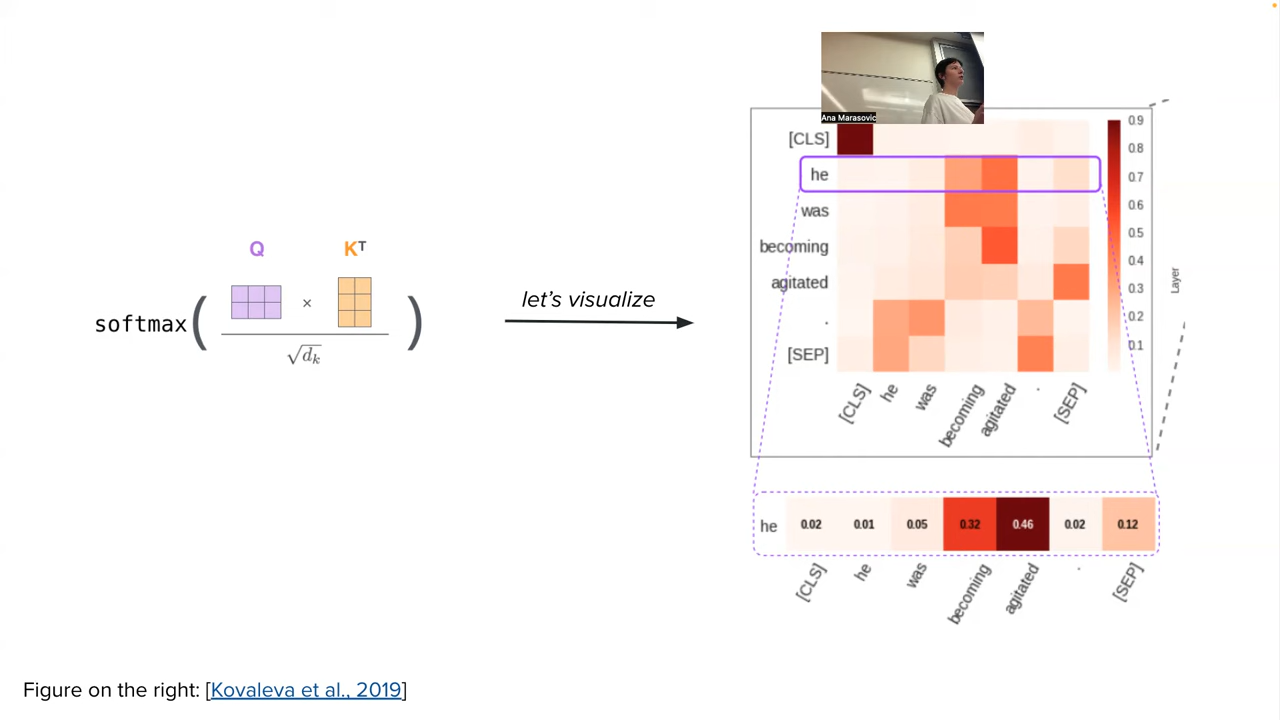 Ana Marasovic
Q
K^T
softmax( × )
√d_k
let's visualize
[CLS]
he
was
becoming
agitated
.
[SEP]
[CLS] he was becoming agitated . [SEP]
0.9
0.8
0.7
0.6
0.5
0.4
0.3
0.2
0.1
Layer
he 0.02 0.01 0.05 0.32 0.46 0.02 0.12
[CLS] he was becoming agitated . [SEP]
Figure on the right: [Kovaleva et al., 2019]